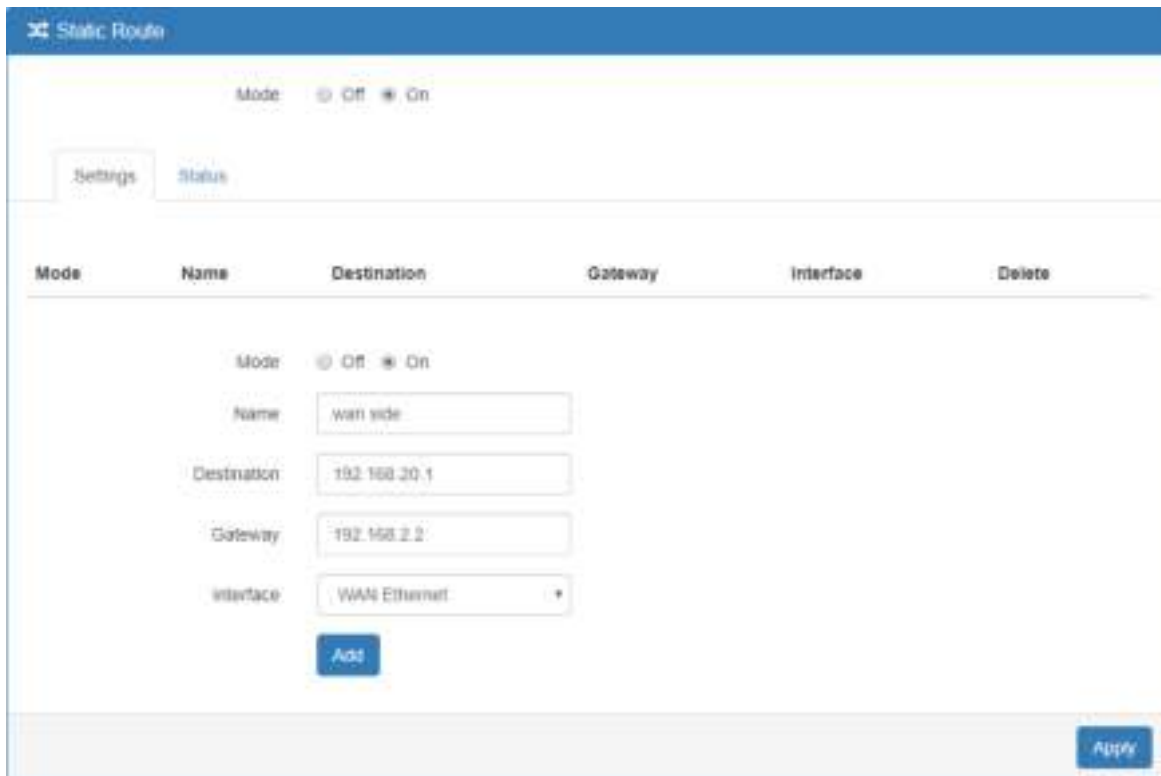 Static Route
Mode Off On
Settings Status
Mode Name Destination Gateway Interface Delete
Mode Off On
Name wan side
Destination 192.168.20.1
Gateway 192.168.2.2
Interface WAN Ethernet
Add
Apply